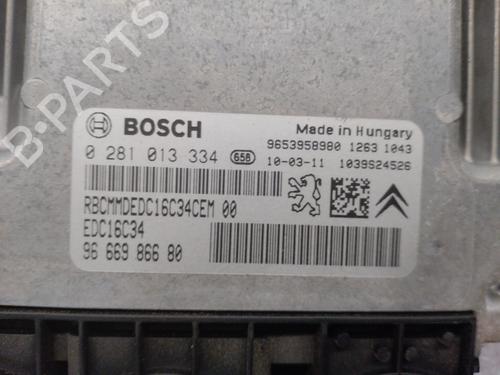 BOSCH
Made in Hungary
9653958980 1263 1043
0 281 013 334 658 10-03-11 1039S24526
RBCMMDEDC16C34CEM 00
EDC16C34
96 669 866 80
B-PARTS